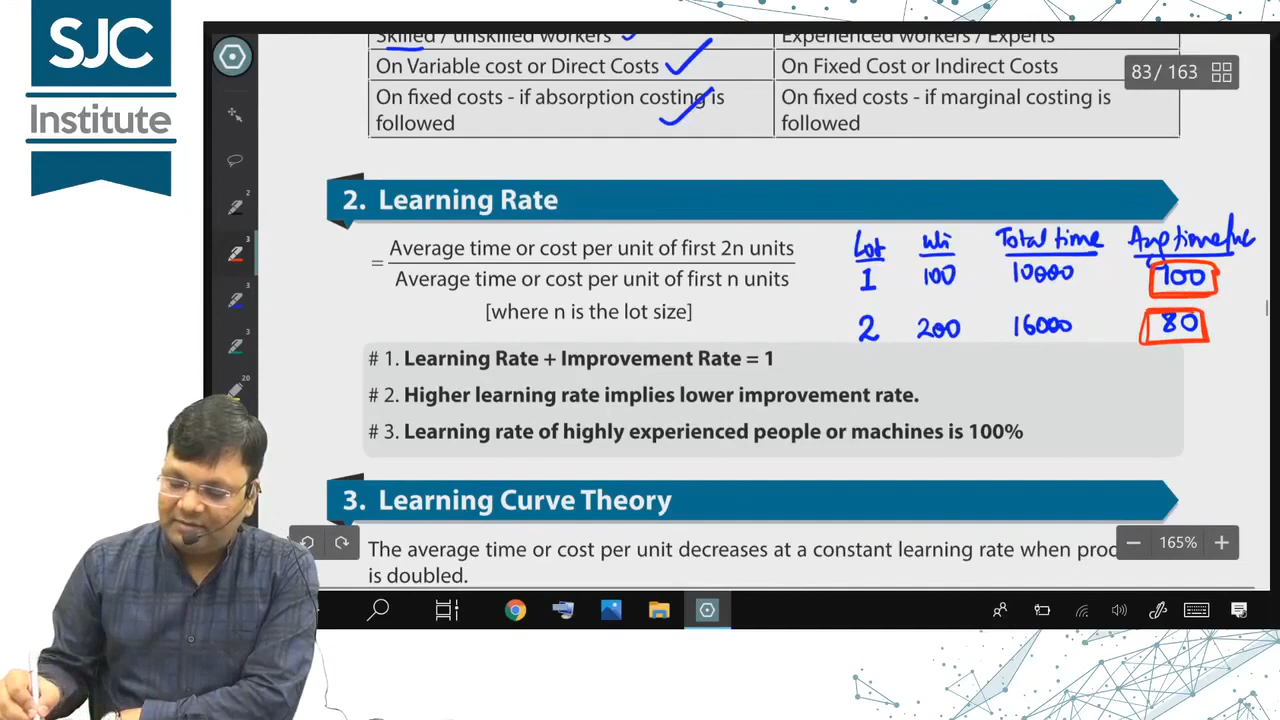 SJC
Institute
Skilled / unskilled workers
Experienced workers / Experts
On Variable cost or Direct Costs
On Fixed Cost or Indirect Costs
On fixed costs - if absorption costing is
followed
On fixed costs - if marginal costing is
followed
83 / 163
2
3
3
3
20
2. Learning Rate
= Average time or cost per unit of first 2n units
Average time or cost per unit of first n units
[where n is the lot size]
Lot Total time
1 100 10000 100
2 200 16000 80
# 1. Learning Rate + Improvement Rate = 1
# 2. Higher learning rate implies lower improvement rate.
# 3. Learning rate of highly experienced people or machines is 100%
3. Learning Curve Theory
The average time or cost per unit decreases at a constant learning rate when
is doubled.
165%